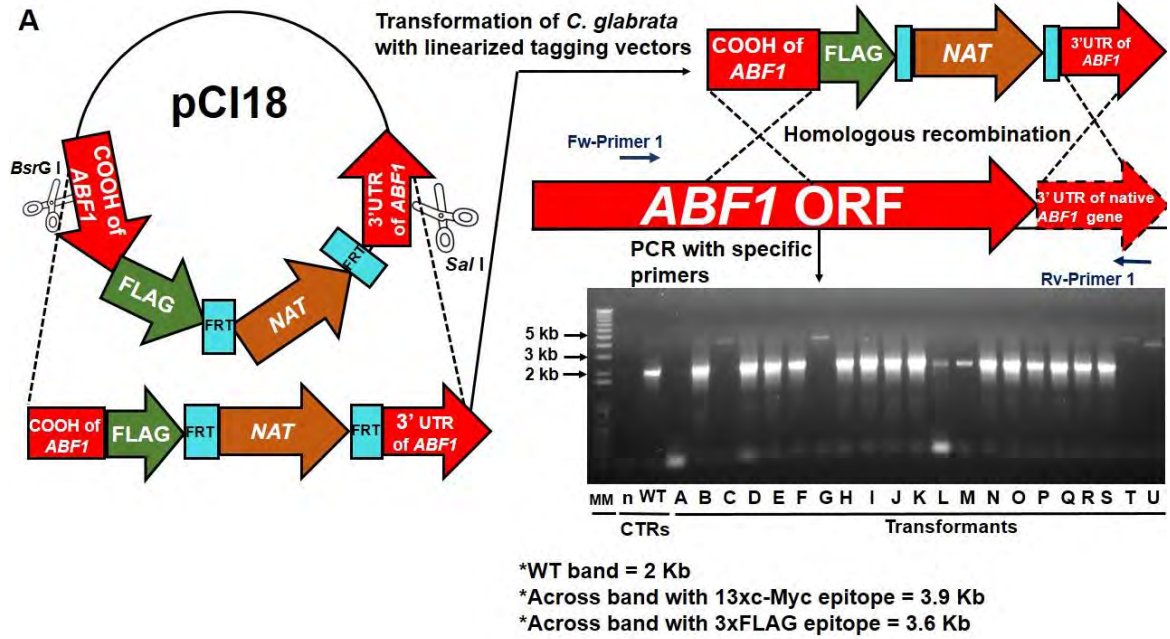 A
Transformation of C. glabrata
with linearized tagging vectors
pCI18
BsrG I
COOH of
ABF1
FLAG
FRT
NAT
FRT
3'UTR
of ABF1
Sal I
COOH of
ABF1
FLAG
FRT
NAT
FRT
3' UTR
of ABF1
COOH of
ABF1
FLAG
NAT
3'UTR of
ABF1
Homologous recombination
Fw-Primer 1
ABF1 ORF
3' UTR of native
ABF1 gene
PCR with specific
primers
Rv-Primer 1
5 kb
3 kb
2 kb
MM n WT A B C D E F G H I J K L M N O P Q R S T U
CTRs
Transformants
*WT band = 2 Kb
*Across band with 13xc-Myc epitope = 3.9 Kb
*Across band with 3xFLAG epitope = 3.6 Kb